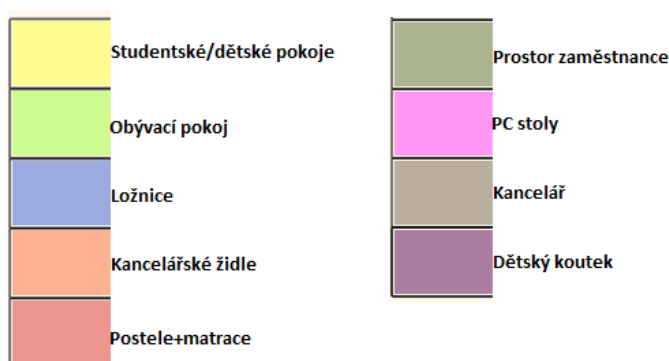 Studentské/dětské pokoje
Obývací pokoj
Ložnice
Kancelářské židle
Postele+matrace
Prostor zaměstnance
PC stoly
Kancelář
Dětský koutek